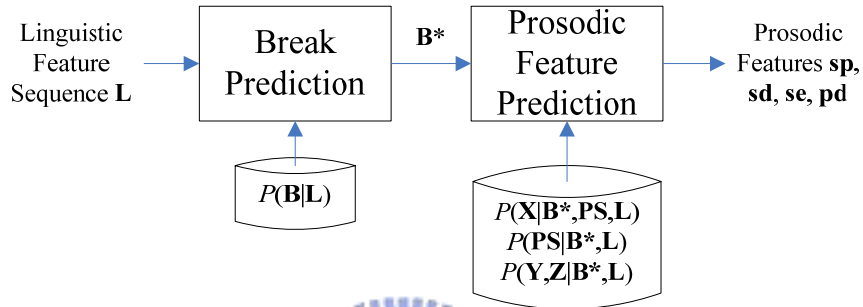 Linguistic
Feature
Sequence L
Break
Prediction
B*
Prosodic
Feature
Prediction
Prosodic
Features sp,
sd, se, pd
P(B|L)
P(X|B*,PS,L)
P(PS|B*,L)
P(Y,Z|B*,L)